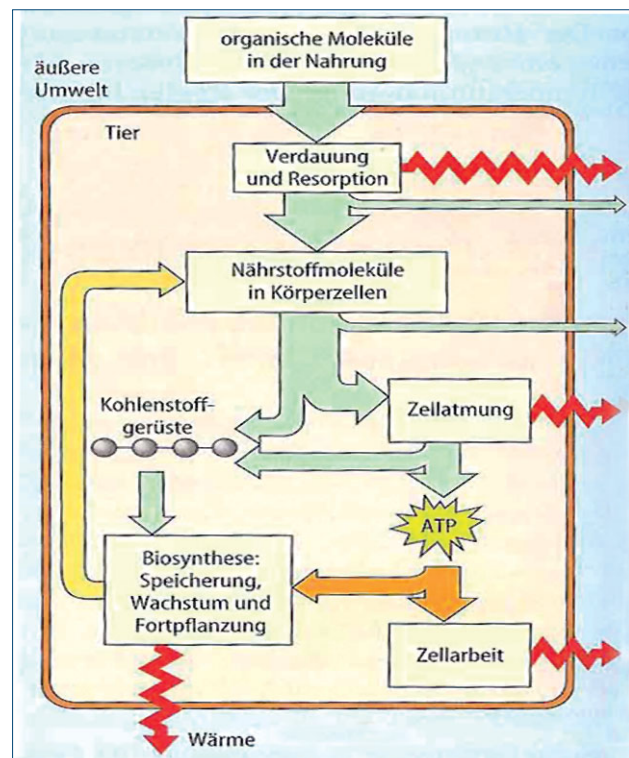 organische Moleküle
in der Nahrung
äußere
Umwelt
Tier
Verdauung
und Resorption
Nährstoffmoleküle
in Körperzellen
Kohlenstoff-
gerüste
Zellatmung
ATP
Biosynthese:
Speicherung,
Wachstum und
Fortpflanzung
Zellarbeit
Wärme